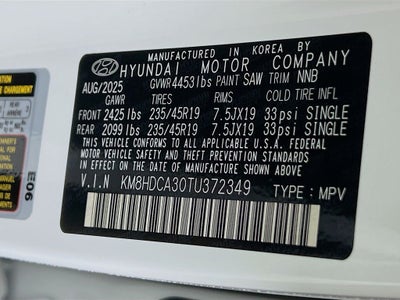 MANUFACTURED IN KOREA BY
HYUNDAI MOTOR COMPANY
AUG/2025 GVWR 4453 lbs PAINT SAW TRIM NNB
GAWR TIRES RIMS COLD TIRE INFL
FRONT 2425 lbs 235/45R19 7.5JX19 33psi SINGLE
REAR 2099 lbs 235/45R19 7.5JX19 33psi SINGLE
THIS VEHICLE CONFORMS TO ALL APPLICABLE U.S.A. FEDERAL
MOTOR VEHICLE SAFETY AND THEFT PREVENTION STANDARDS
IN EFFECT ON THE DATE OF MANUFACTURE SHOWN ABOVE.
V.I.N KM8HDCA30TU372349 TYPE : MPV
90E